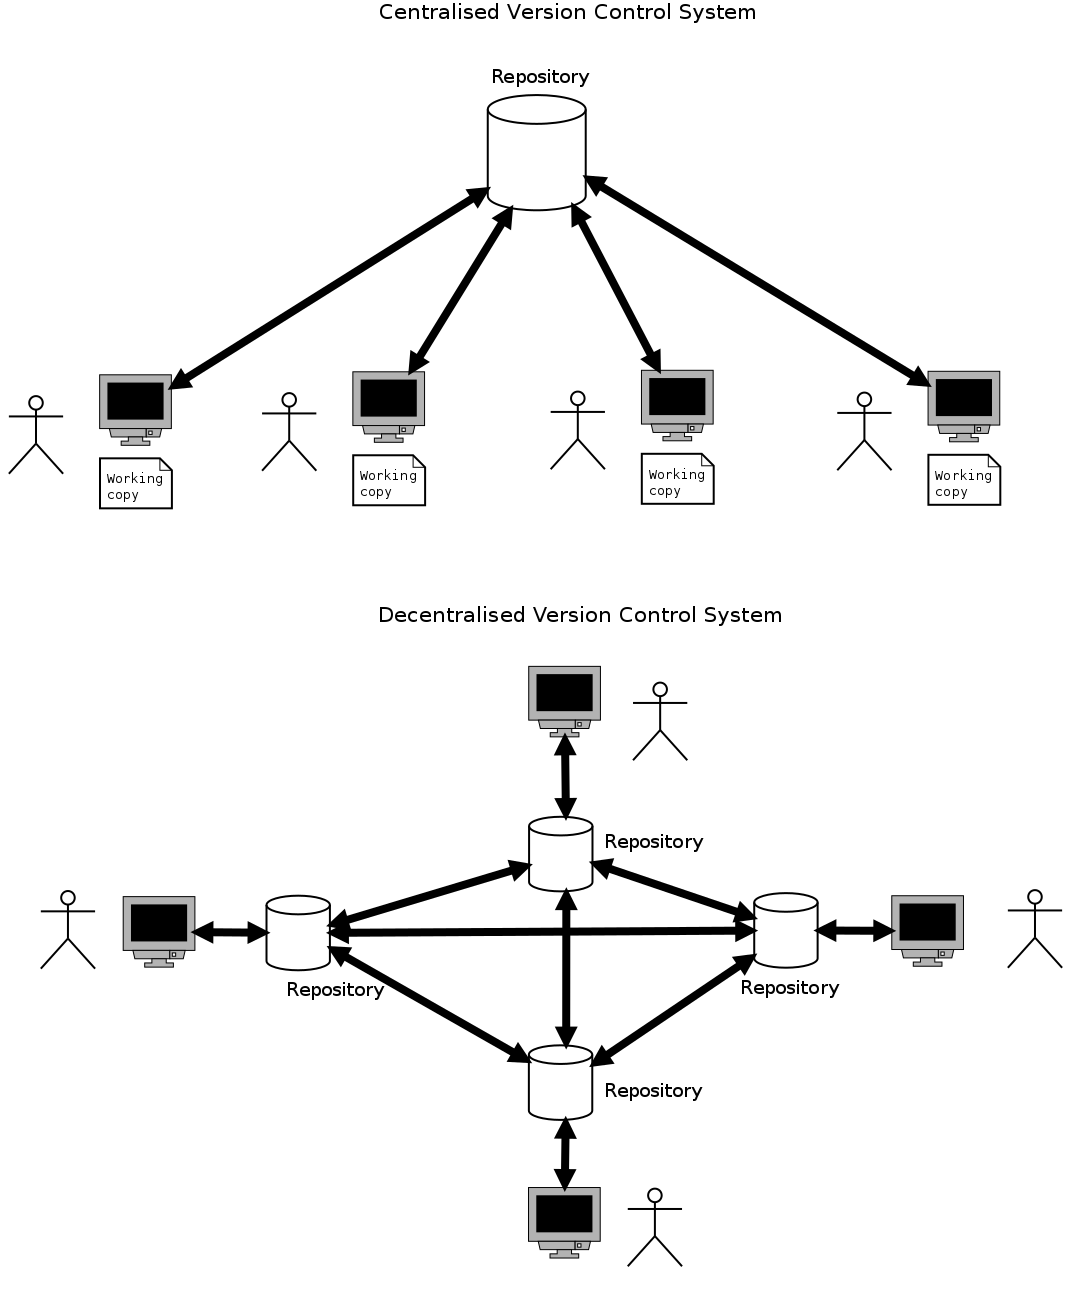 Centralised Version Control System
Repository
Working
copy
Working
copy
Working
copy
Working
copy
Decentralised Version Control System
Repository
Repository
Repository
Repository